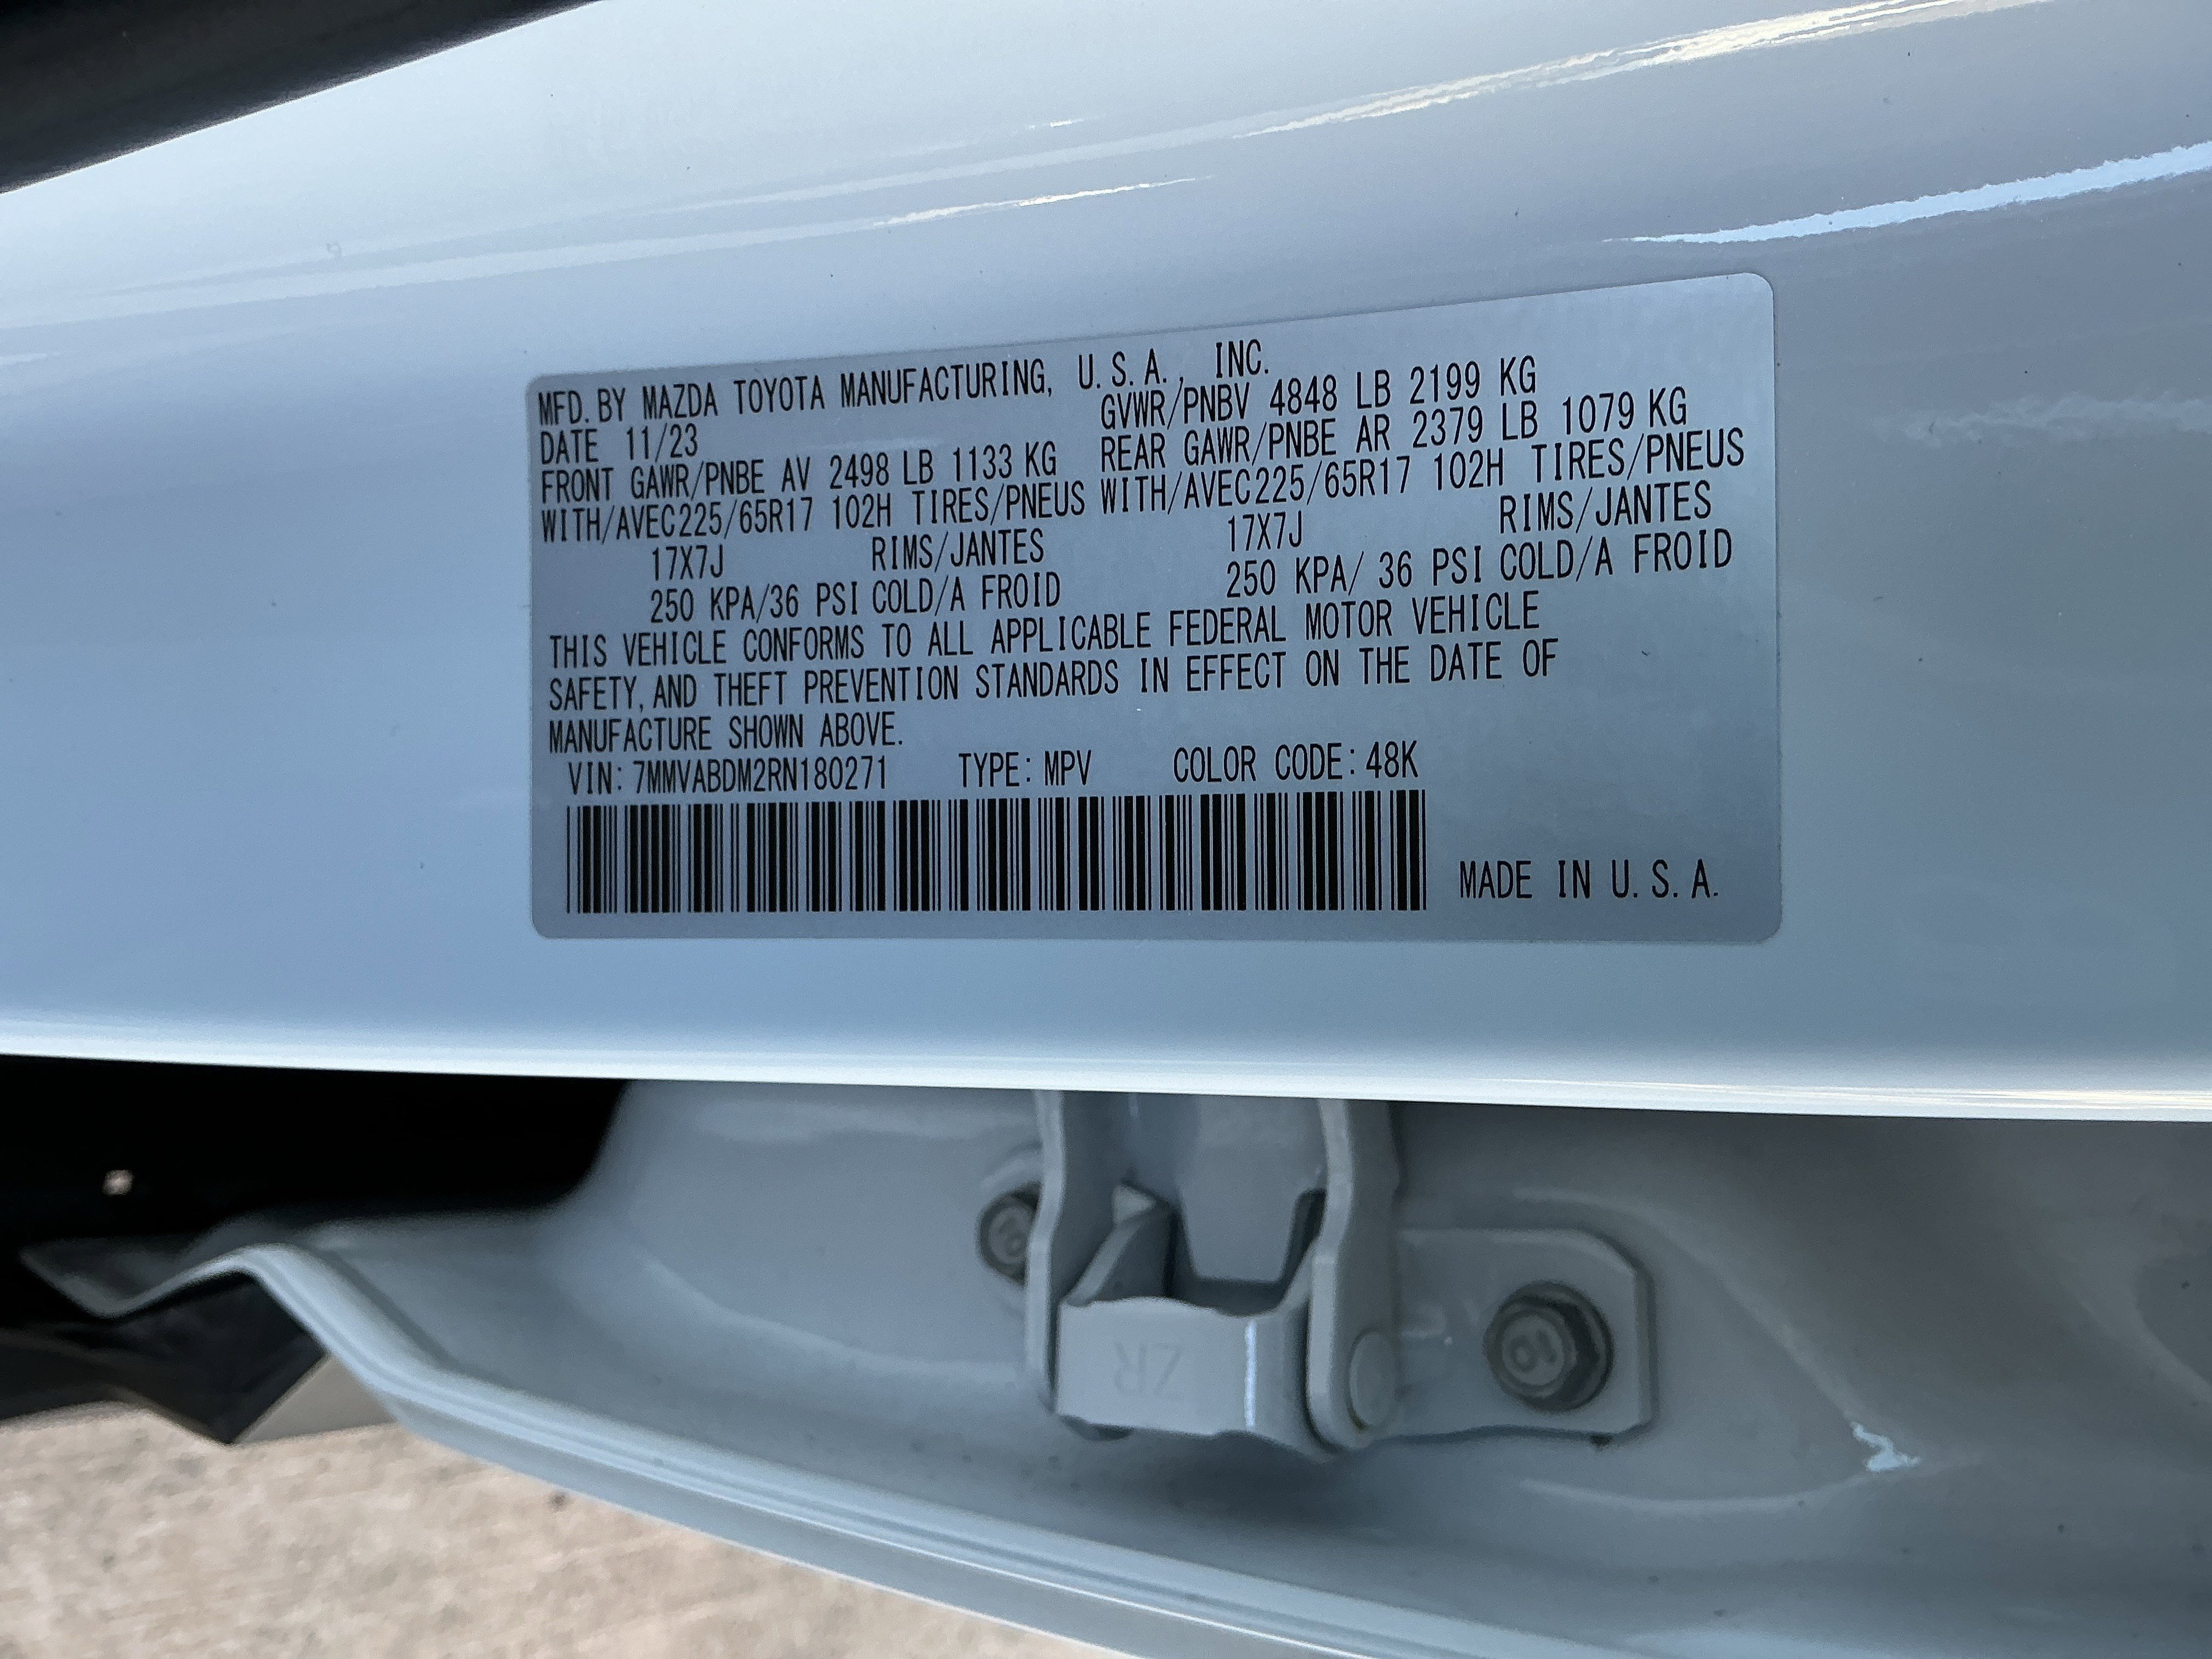 MFD. BY MAZDA TOYOTA MANUFACTURING, U. S. A., INC.
DATE 11/23 GVWR/PNBV 4848 LB 2199 KG
FRONT GAWR/PNBE AV 2498 LB 1133 KG REAR GAWR/PNBE AR 2379 LB 1079 KG
WITH/AVEC225/65R17 102H TIRES/PNEUS WITH/AVEC225/65R17 102H TIRES/PNEUS
17X7J RIMS/JANTES 17X7J RIMS/JANTES
250 KPA/36 PSI COLD/A FROID 250 KPA/ 36 PSI COLD/A FROID
THIS VEHICLE CONFORMS TO ALL APPLICABLE FEDERAL MOTOR VEHICLE
SAFETY, AND THEFT PREVENTION STANDARDS IN EFFECT ON THE DATE OF
MANUFACTURE SHOWN ABOVE.
VIN: 7MMVABDM2RN180271 TYPE: MPV COLOR CODE: 48K
MADE IN U. S. A.
ZR